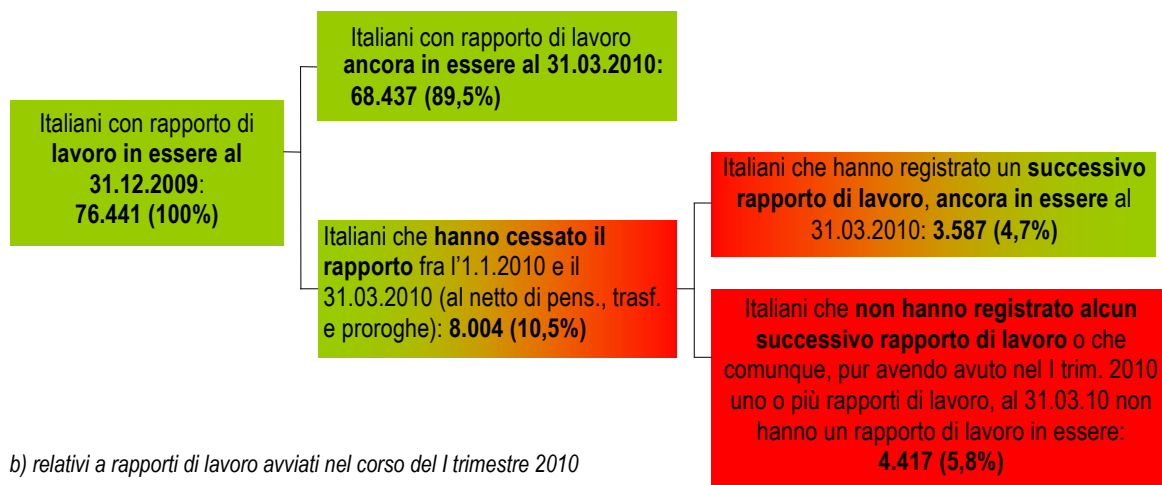 Italiani con rapporto di
lavoro in essere al
31.12.2009:
76.441 (100%)
Italiani con rapporto di lavoro
ancora in essere al 31.03.2010:
68.437 (89,5%)
Italiani che hanno cessato il
rapporto fra l'1.1.2010 e il
31.03.2010 (al netto di pens., trasf.
e proroghe): 8.004 (10,5%)
Italiani che hanno registrato un successivo
rapporto di lavoro, ancora in essere al
31.03.2010: 3.587 (4,7%)
Italiani che non hanno registrato alcun
successivo rapporto di lavoro o che
comunque, pur avendo avuto nel I trim. 2010
uno o più rapporti di lavoro, al 31.03.10 non
hanno un rapporto di lavoro in essere:
4.417 (5,8%)
b) relativi a rapporti di lavoro avviati nel corso del I trimestre 2010